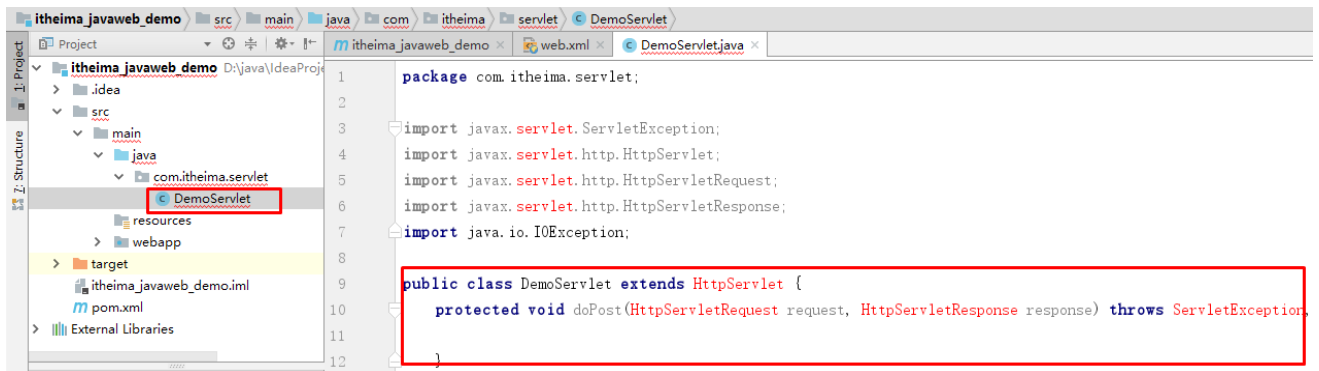 itheima_javaweb_demo src main java com itheima servlet DemoServlet
1: Project
7: Structure
Project
itheima_javaweb_demo D:\java\IdeaProje
.idea
src
main
java
com.itheima.servlet
DemoServlet
resources
webapp
target
itheima_javaweb_demo.iml
pom.xml
External Libraries
itheima_javaweb_demo × web.xml × DemoServlet.java ×
1 package com.itheima.servlet;
2
3 import javax.servlet.ServletException;
4 import javax.servlet.http.HttpServlet;
5 import javax.servlet.http.HttpServletRequest;
6 import javax.servlet.http.HttpServletResponse;
7 import java.io.IOException;
8
9 public class DemoServlet extends HttpServlet {
10 protected void doPost(HttpServletRequest request, HttpServletResponse response) throws ServletException,
11
12 }